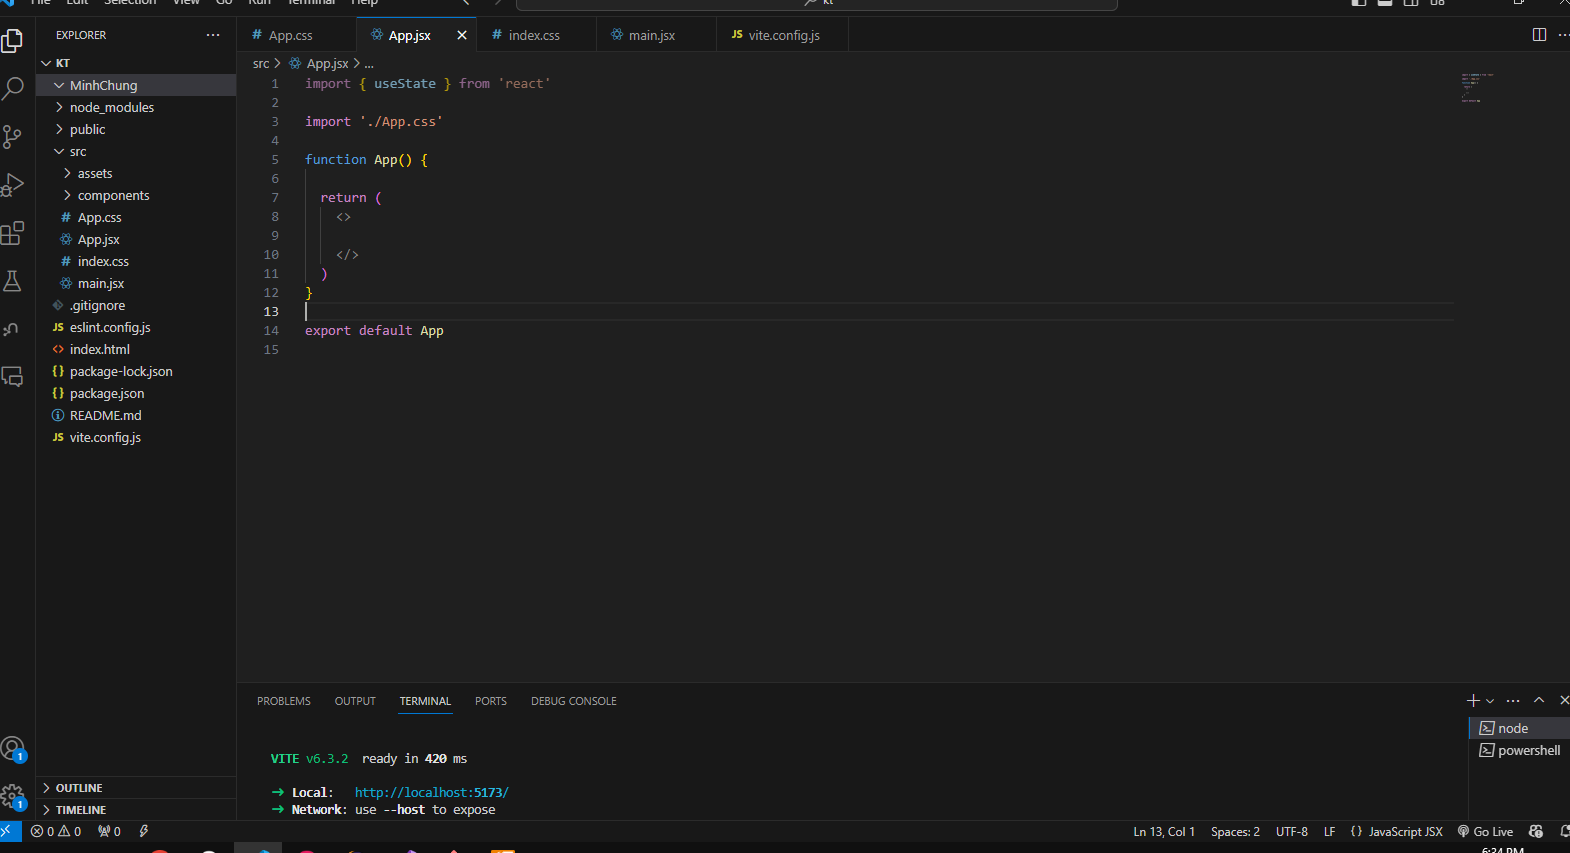 File Edit Selection View Go Run Terminal Help
kt
EXPLORER
KT
MinhChung
node_modules
public
src
assets
components
App.css
App.jsx
index.css
main.jsx
.gitignore
eslint.config.js
index.html
package-lock.json
package.json
README.md
vite.config.js
OUTLINE
TIMELINE
App.css App.jsx index.css main.jsx JS vite.config.js
src > App.jsx > ...
1 import { useState } from 'react'
2
3 import './App.css'
4
5 function App() {
6
7 return (
8 <>
9
10 </>
11 )
12 }
13
14 export default App
15
PROBLEMS OUTPUT TERMINAL PORTS DEBUG CONSOLE
VITE v6.3.2 ready in 420 ms
➜ Local: http://localhost:5173/
➜ Network: use --host to expose
node
powershell
0 0 0 Ln 13, Col 1 Spaces: 2 UTF-8 LF {} JavaScript JSX Go Live
6:34 PM